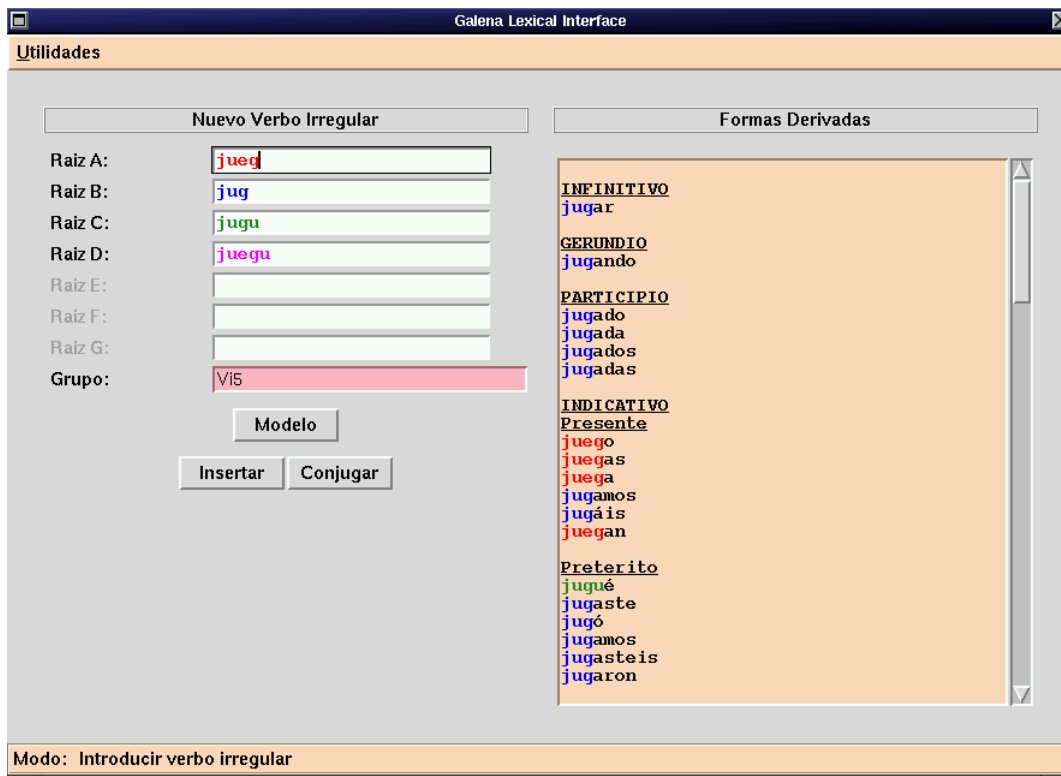 Galena Lexical Interface
Utilidades
Nuevo Verbo Irregular
Raiz A: jueg
Raiz B: jug
Raiz C: jugu
Raiz D: juegu
Raiz E:
Raiz F:
Raiz G:
Grupo: Vi5
Modelo
Insertar Conjugar
Formas Derivadas
INFINITIVO
jugar
GERUNDIO
jugando
PARTICIPIO
jugado
jugada
jugados
jugadas
INDICATIVO
Presente
juego
juegas
juega
jugamos
jugáis
juegan
Preterito
jugué
jugaste
jugó
jugamos
jugasteis
jugaron
Modo: Introducir verbo irregular